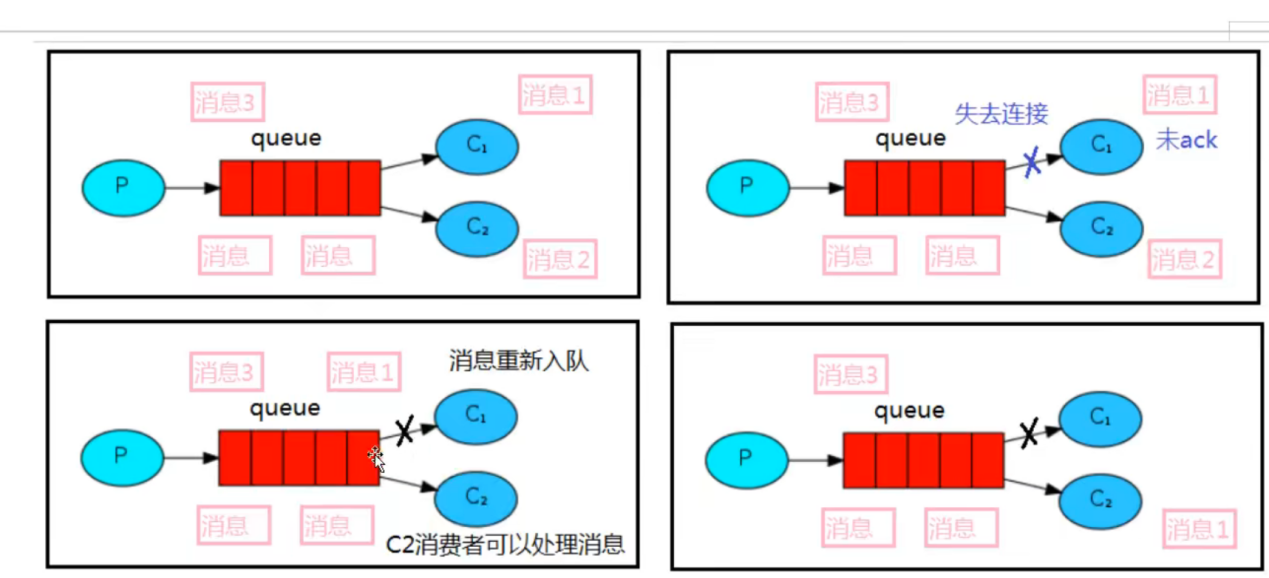 消息3
消息1
queue
P
C₁
C₂
消息
消息
消息2
消息3
失去连接
消息1
queue
未ack
P
C₁
C₂
消息
消息
消息2
消息3
消息1
消息重新入队
queue
P
C₁
C₂
消息
消息
C2消费者可以处理消息
消息3
queue
P
C₁
C₂
消息
消息
消息1